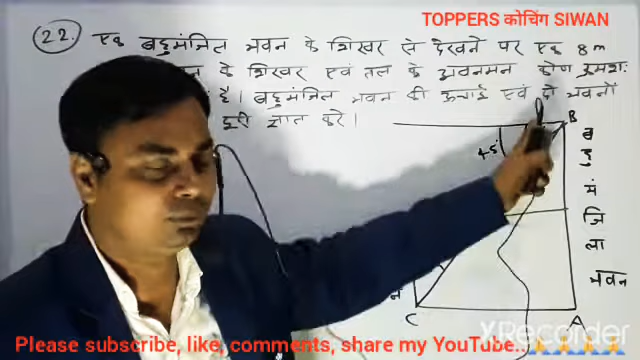 TOPPERS कोचिंग SIWAN
22. एक बहुमंजिल भवन के शिखर से देखने पर एक 8m
के शिखर एवं तल के अवनमन कोण क्रमशः
है। बहुमंजिल भवन की ऊंचाई एवं दो भवनों
दूरी ज्ञात करे।
B
45
ब
हु
मं
जि
ला
भवन
C
A
XRecorder
Please subscribe, like, comments, share my YouTube...